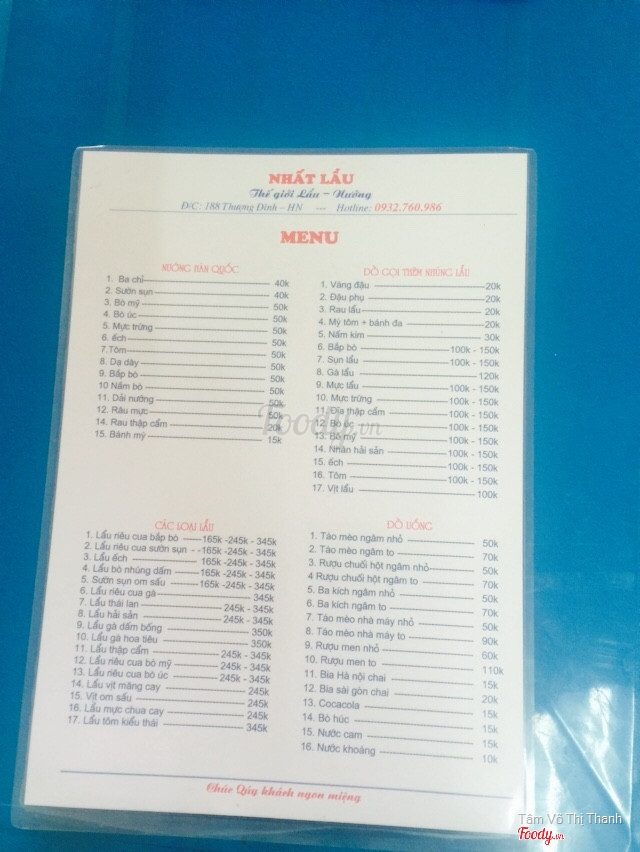 NHẤT LẨU
Thế giới Lẩu - Nướng
Đ/C: 188 Thượng Đình - HN --- Hotline: 0932.760.986
MENU
NƯỚNG HÀN QUỐC
1. Ba chỉ 40k
2. Sườn sụn 40k
3. Bò mỹ 50k
4. Bò úc 50k
5. Mực trứng 50k
6. ếch 50k
7.Tôm 50k
8. Dạ dày 50k
9. Bắp bò 50k
10 Nầm bò 50k
11. Dải nướng 50k
12. Râu mực 50k
14. Rau thập cẩm 20k
15. Bánh mỳ 15k
ĐỒ GỌI THÊM NHÚNG LẨU
1. Váng đậu 20k
2. Đậu phụ 20k
3. Rau lẩu 20k
4. Mỳ tôm + bánh đa 20k
5. Nấm kim 30k
6. Bắp bò 100k - 150k
7. Sụn lẩu 100k - 150k
8. Gà lẩu 120k
9. Mực lẩu 100k - 150k
10. Mực trứng 100k - 150k
11. Đĩa thập cẩm 100k - 150k
12. Bò úc 100k - 150k
13. Bò mỹ 100k - 150k
14. Nhân hải sản 100k - 150k
15. ếch 100k - 150k
16. Tôm 100k - 150k
17. Vịt lẩu 100k
CÁC LOẠI LẨU
1. Lẩu riêu cua bắp bò 165k -245k - 345k
2. Lẩu riêu cua sườn sụn - -165k -245k - 345k
3. Lẩu ếch 165k -245k - 345k
4. Lẩu bò nhúng dấm 165k -245k - 345k
5. Sườn sụn om sấu 165k -245k - 345k
6. Lẩu riêu cua gà 345k
7. Lẩu thái lan 245k - 345k
8. Lẩu hải sản 245k - 345k
9. Lẩu gà dấm bỗng 350k
10. Lẩu gà hoa tiêu 350k
11. Lẩu thập cẩm 245k - 345k
12. Lẩu riêu cua bò mỹ 245k - 345k
13. Lẩu riêu cua bò úc 245k - 345k
14. Lẩu vịt măng cay 245k
15. Vịt om sấu 245k
16. Lẩu mực chua cay 245k
17. Lẩu tôm kiểu thái 345k
ĐỒ UỐNG
1. Táo mèo ngâm nhỏ 50k
2. Táo mèo ngâm to 70k
3. Rượu chuối hột ngâm nhỏ 50k
4 Rượu chuối hột ngâm to 70k
5. Ba kích ngâm nhỏ 50k
6. Ba kích ngâm to 70k
7. Táo mèo nhà máy nhỏ 50k
8. Táo mèo nhà máy to 90k
9. Rượu men nhỏ 60k
10. Rượu men to 110k
11. Bia Hà nội chai 15k
12. Bia sài gòn chai 20k
13. Cocacola 15k
14. Bò húc 15k
15. Nước cam 15k
16. Nước khoáng 10k
Chúc Qúy khách ngon miệng
Foody.vn
Tâm Võ Thị Thanh
Foody.vn